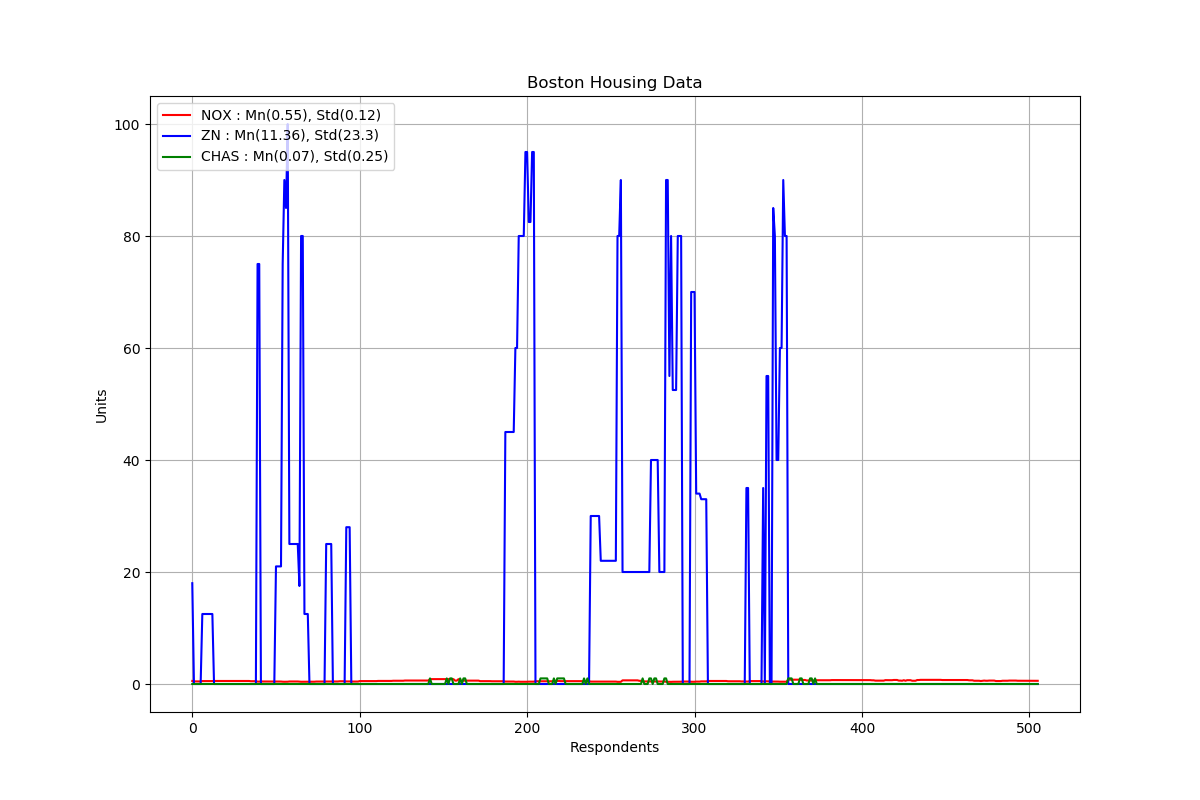 Boston Housing Data
NOX : Mn(0.55), Std(0.12)
ZN : Mn(11.36), Std(23.3)
CHAS : Mn(0.07), Std(0.25)
100
80
60
40
20
0
Units
0 100 200 300 400 500
Respondents